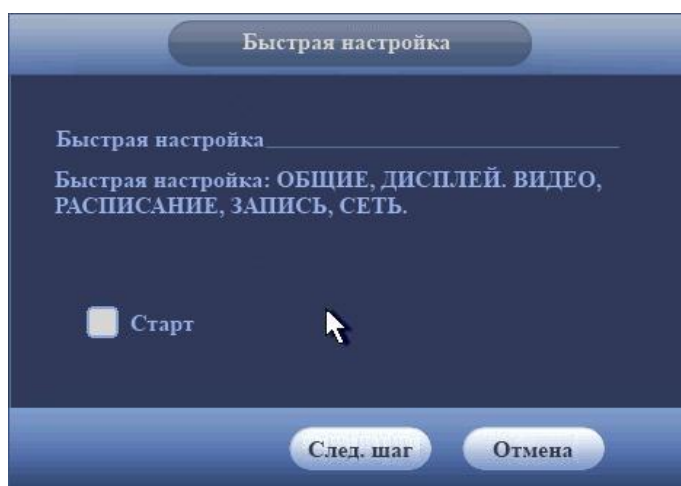 Быстрая настройка
Быстрая настройка
Быстрая настройка: ОБЩИЕ, ДИСПЛЕЙ. ВИДЕО,
РАСПИСАНИЕ, ЗАПИСЬ, СЕТЬ.
Старт
След. шаг Отмена